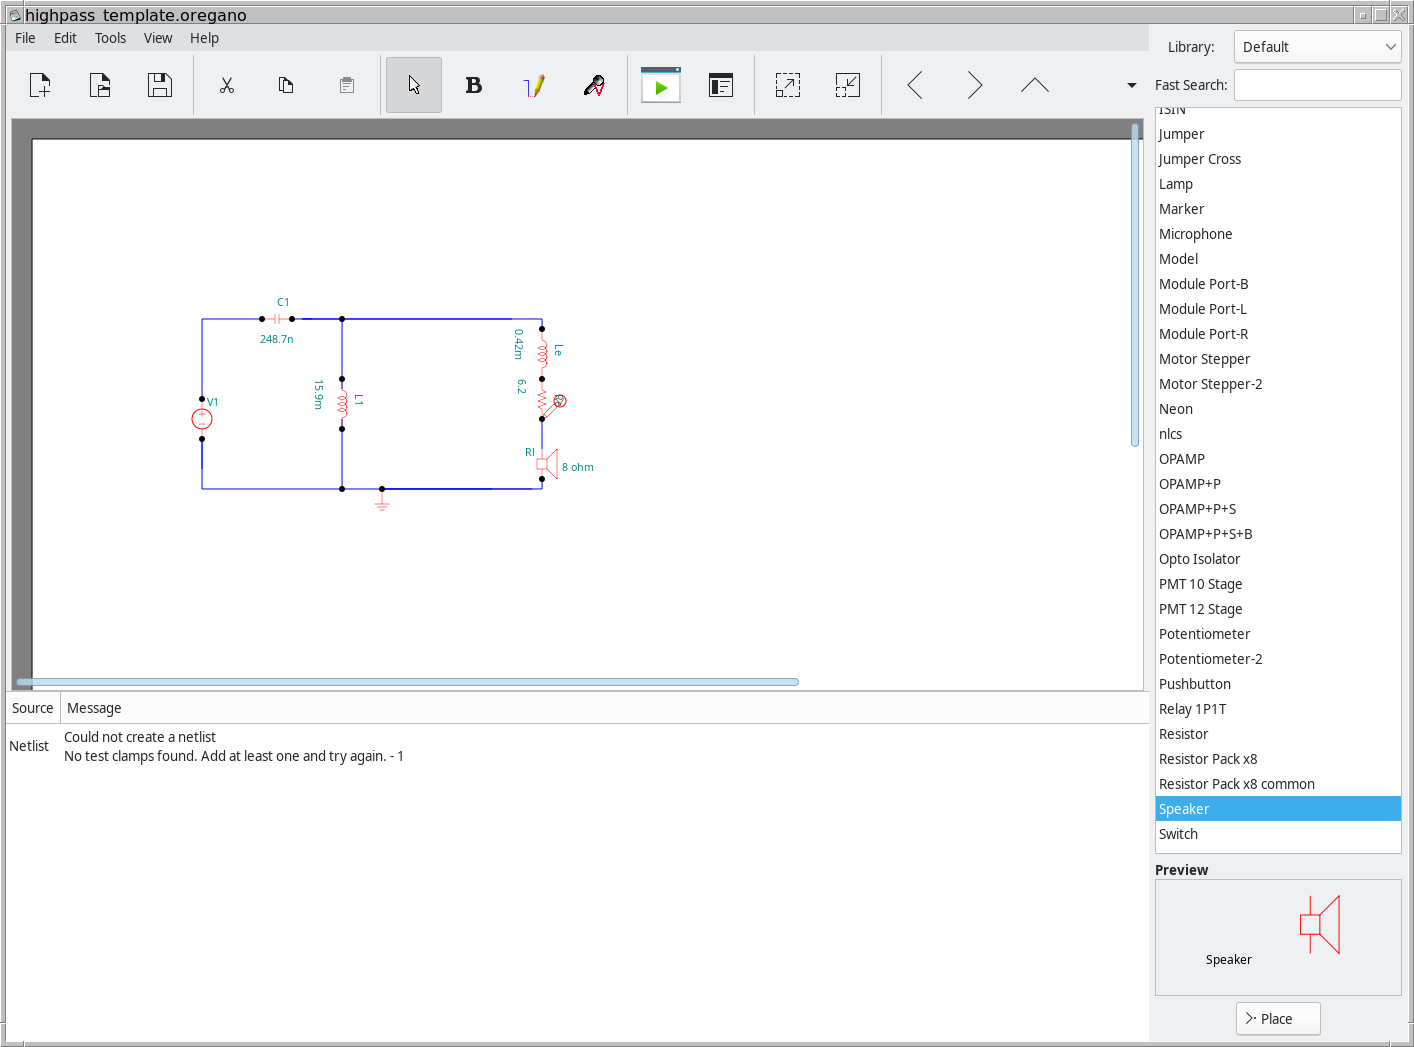 highpass_template.oregano
File Edit Tools View Help
B
Library: Default
Fast Search:
ISIN
Jumper
Jumper Cross
Lamp
Marker
Microphone
Model
Module Port-B
Module Port-L
Module Port-R
Motor Stepper
Motor Stepper-2
Neon
nlcs
OPAMP
OPAMP+P
OPAMP+P+S
OPAMP+P+S+B
Opto Isolator
PMT 10 Stage
PMT 12 Stage
Potentiometer
Potentiometer-2
Pushbutton
Relay 1P1T
Resistor
Resistor Pack x8
Resistor Pack x8 common
Speaker
Switch
Preview
Speaker
Place
C1
248.7n
V1
15.9m
L1
0.42m
Le
6.2
8 ohm
Source Message
Netlist
Could not create a netlist
No test clamps found. Add at least one and try again. - 1